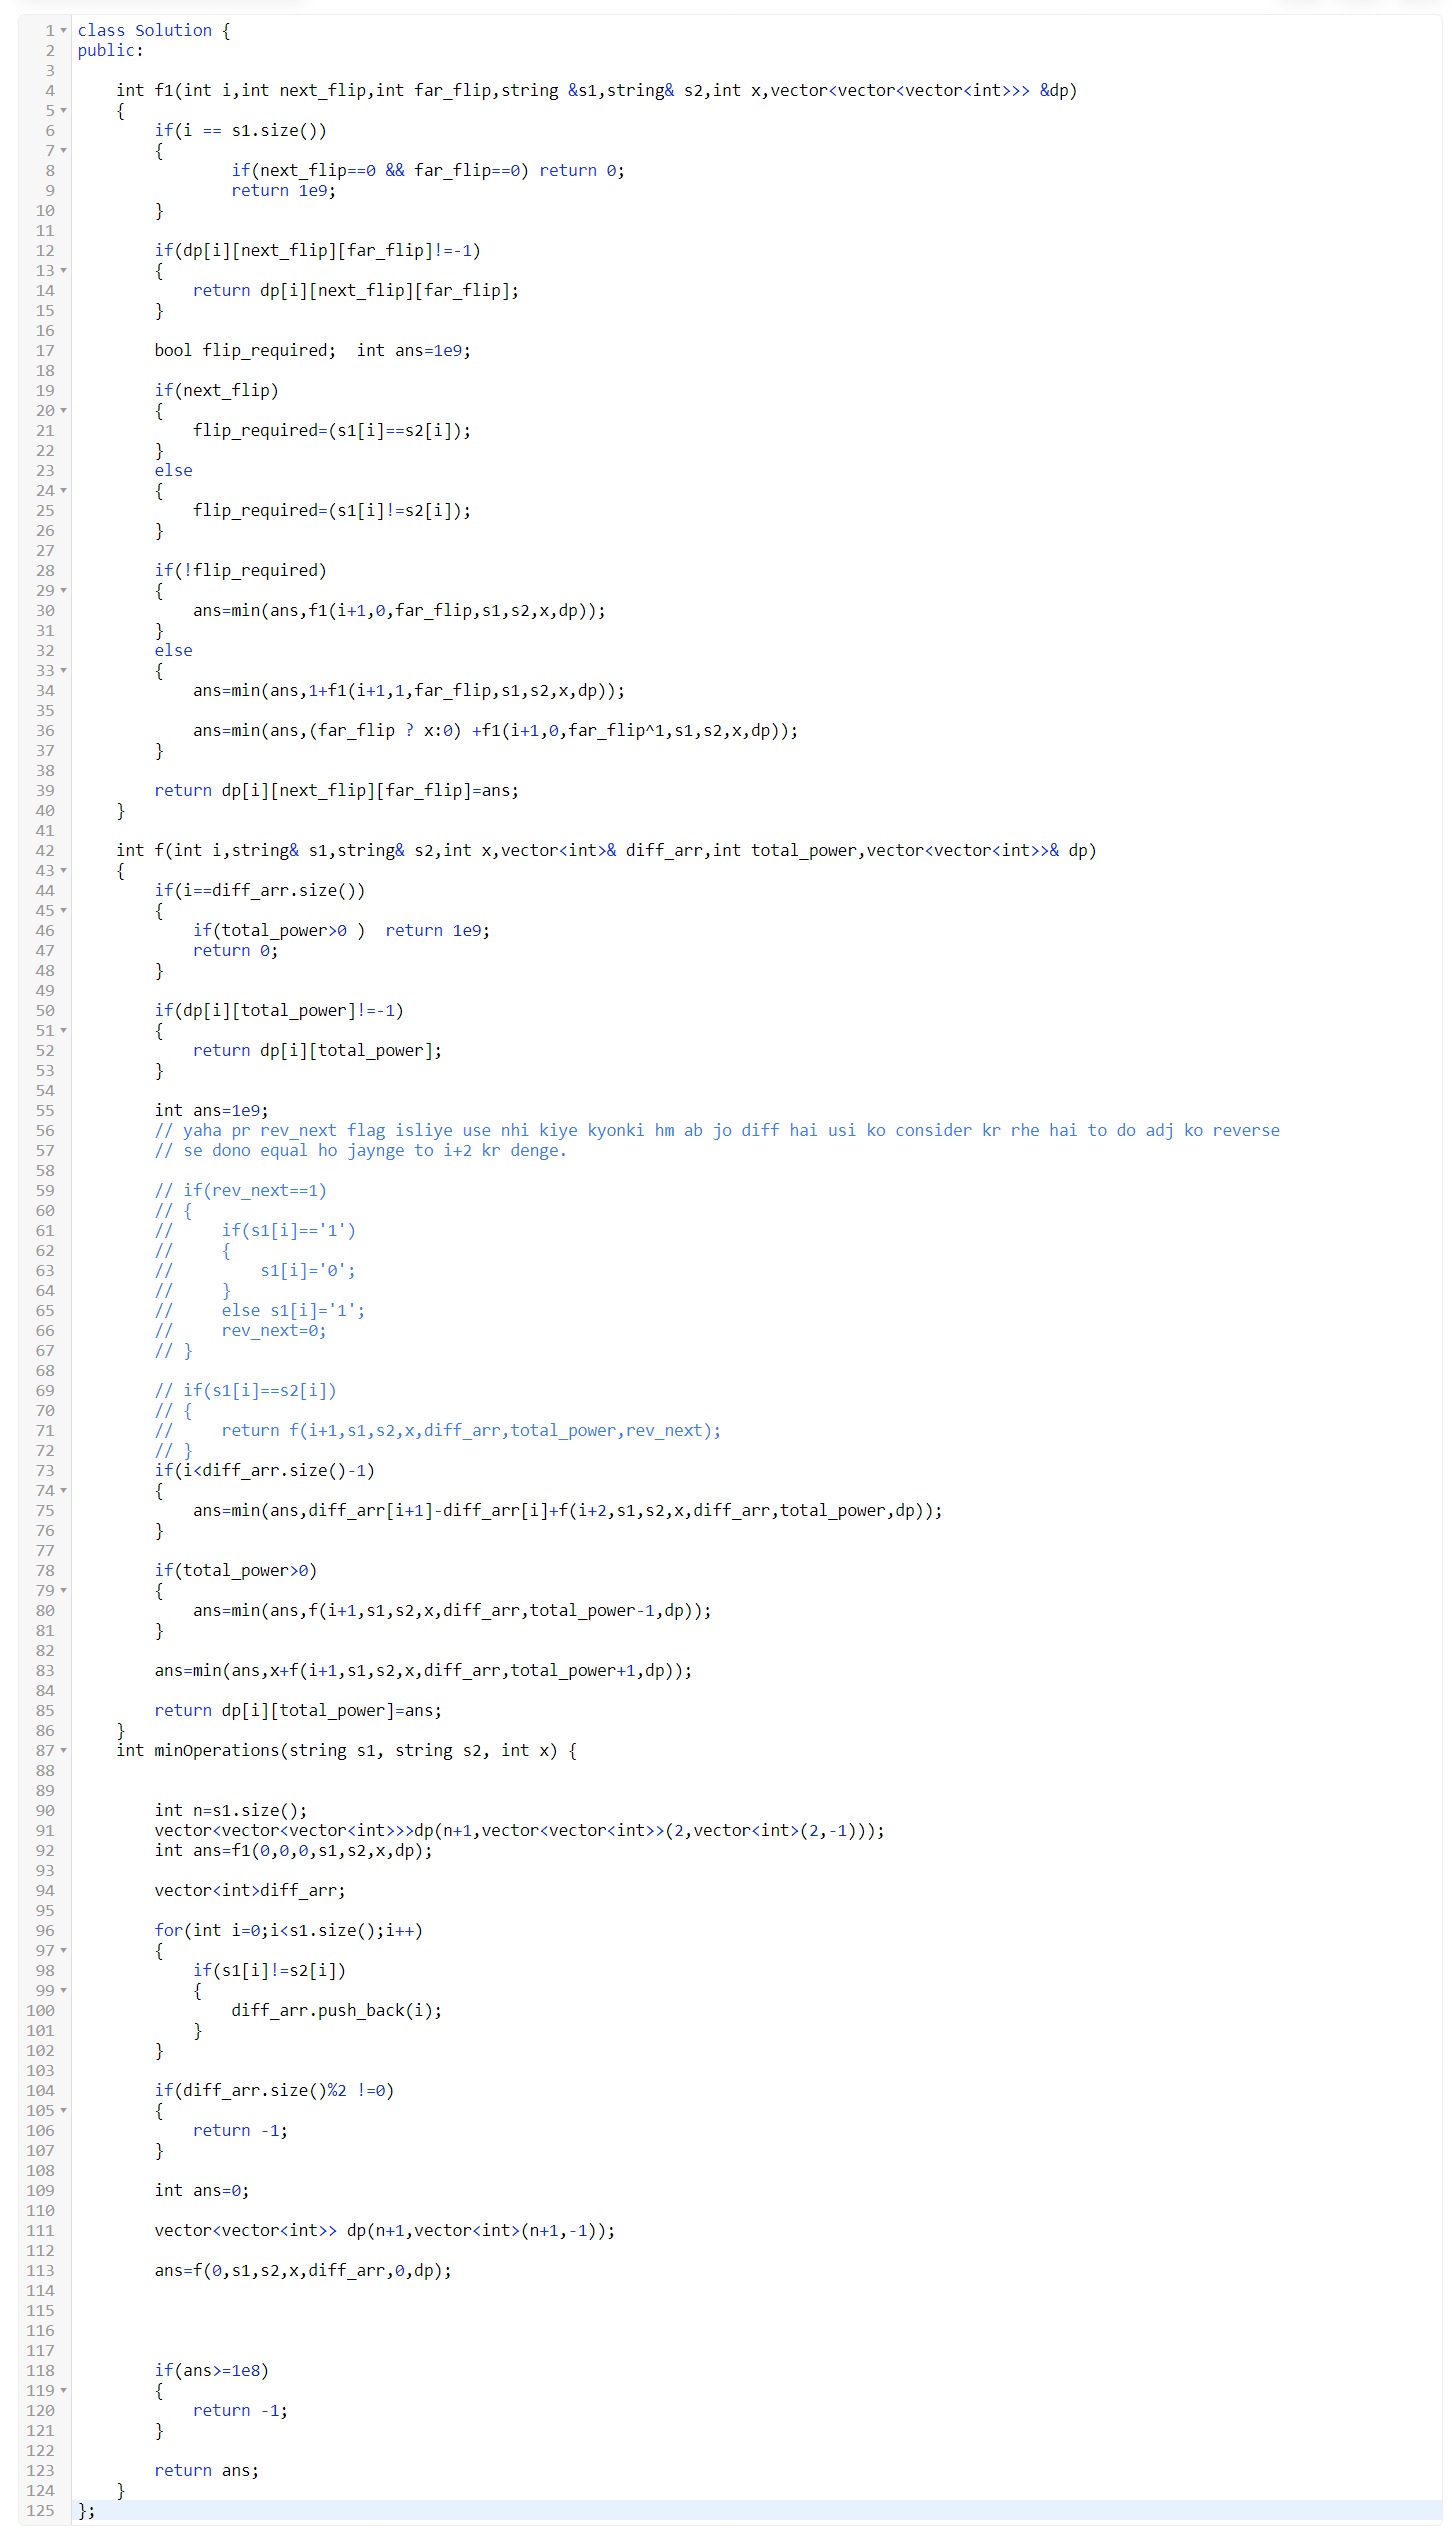 1 class Solution {
2 public:
3
4     int f1(int i,int next_flip,int far_flip,string &s1,string& s2,int x,vector<vector<vector<int>>> &dp)
5     {
6         if(i == s1.size())
7         {
8                 if(next_flip==0 && far_flip==0) return 0;
9                 return 1e9;
10         }
11
12         if(dp[i][next_flip][far_flip]!=-1)
13         {
14             return dp[i][next_flip][far_flip];
15         }
16
17         bool flip_required;  int ans=1e9;
18
19         if(next_flip)
20         {
21             flip_required=(s1[i]==s2[i]);
22         }
23         else
24         {
25             flip_required=(s1[i]!=s2[i]);
26         }
27
28         if(!flip_required)
29         {
30             ans=min(ans,f1(i+1,0,far_flip,s1,s2,x,dp));
31         }
32         else
33         {
34             ans=min(ans,1+f1(i+1,1,far_flip,s1,s2,x,dp));
35
36             ans=min(ans,(far_flip ? x:0) +f1(i+1,0,far_flip^1,s1,s2,x,dp));
37         }
38
39         return dp[i][next_flip][far_flip]=ans;
40     }
41
42     int f(int i,string& s1,string& s2,int x,vector<int>& diff_arr,int total_power,vector<vector<int>>& dp)
43     {
44         if(i==diff_arr.size())
45         {
46             if(total_power>0 )  return 1e9;
47             return 0;
48         }
49
50         if(dp[i][total_power]!=-1)
51         {
52             return dp[i][total_power];
53         }
54
55         int ans=1e9;
56         // yaha pr rev_next flag isliye use nhi kiye kyonki hm ab jo diff hai usi ko consider kr rhe hai to do adj ko reverse
57         // se dono equal ho jaynge to i+2 kr denge.
58
59         // if(rev_next==1)
60         // {
61         //     if(s1[i]=='1')
62         //     {
63         //         s1[i]='0';
64         //     }
65         //     else s1[i]='1';
66         //     rev_next=0;
67         // }
68
69         // if(s1[i]==s2[i])
70         // {
71         //     return f(i+1,s1,s2,x,diff_arr,total_power,rev_next);
72         // }
73         if(i<diff_arr.size()-1)
74         {
75             ans=min(ans,diff_arr[i+1]-diff_arr[i]+f(i+2,s1,s2,x,diff_arr,total_power,dp));
76         }
77
78         if(total_power>0)
79         {
80             ans=min(ans,f(i+1,s1,s2,x,diff_arr,total_power-1,dp));
81         }
82
83         ans=min(ans,x+f(i+1,s1,s2,x,diff_arr,total_power+1,dp));
84
85         return dp[i][total_power]=ans;
86     }
87     int minOperations(string s1, string s2, int x) {
88
89
90         int n=s1.size();
91         vector<vector<vector<int>>>dp(n+1,vector<vector<int>>(2,vector<int>(2,-1)));
92         int ans=f1(0,0,0,s1,s2,x,dp);
93
94         vector<int>diff_arr;
95
96         for(int i=0;i<s1.size();i++)
97         {
98             if(s1[i]!=s2[i])
99             {
100                 diff_arr.push_back(i);
101             }
102         }
103
104         if(diff_arr.size()%2 !=0)
105         {
106             return -1;
107         }
108
109         int ans=0;
110
111         vector<vector<int>> dp(n+1,vector<int>(n+1,-1));
112
113         ans=f(0,s1,s2,x,diff_arr,0,dp);
114
115
116
117
118         if(ans>=1e8)
119         {
120             return -1;
121         }
122
123         return ans;
124     }
125 };